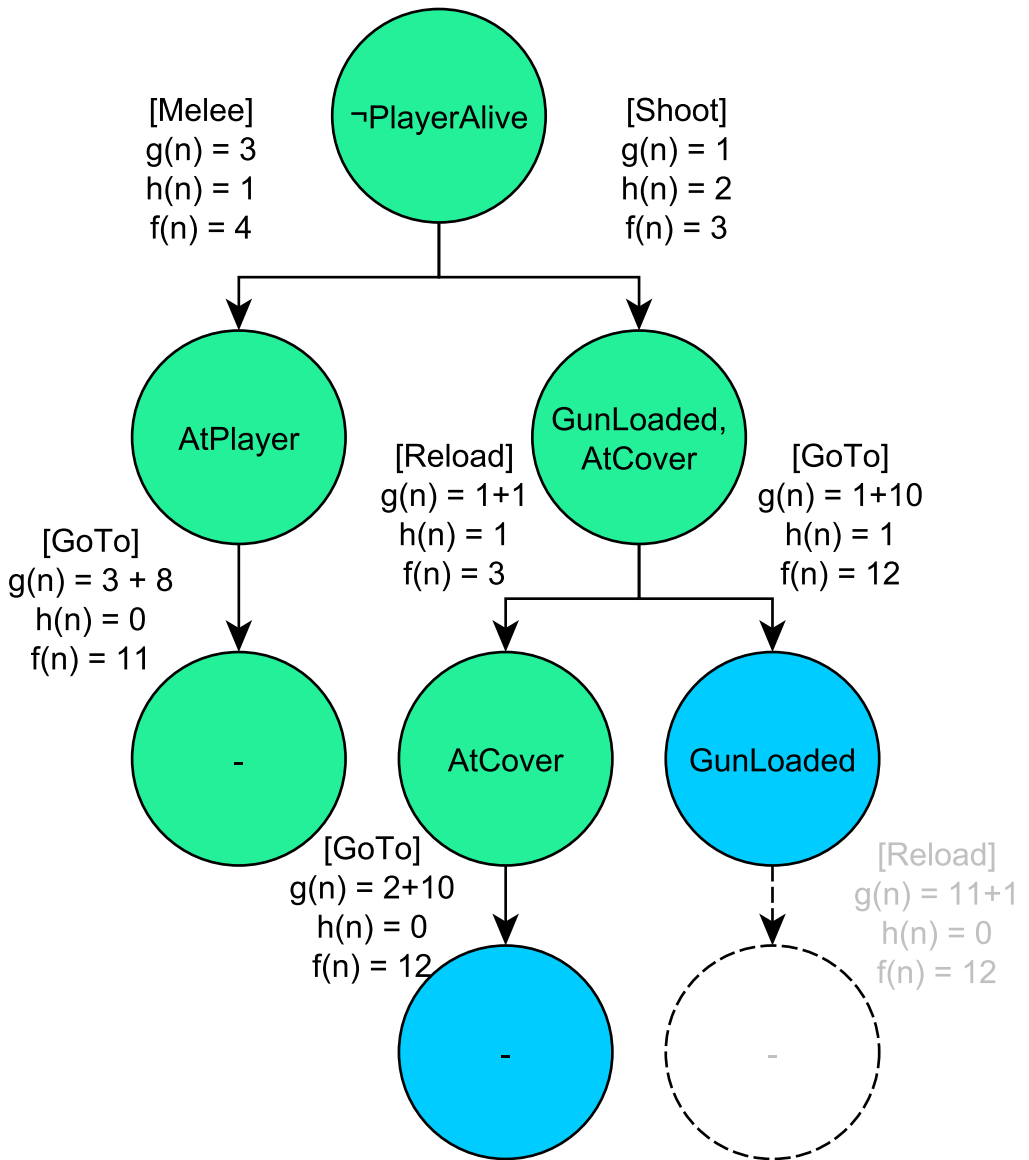 ¬PlayerAlive
[Melee]
g(n) = 3
h(n) = 1
f(n) = 4
[Shoot]
g(n) = 1
h(n) = 2
f(n) = 3
AtPlayer
GunLoaded,
AtCover
[GoTo]
g(n) = 3 + 8
h(n) = 0
f(n) = 11
[Reload]
g(n) = 1+1
h(n) = 1
f(n) = 3
[GoTo]
g(n) = 1+10
h(n) = 1
f(n) = 12
-
AtCover
GunLoaded
[GoTo]
g(n) = 2+10
h(n) = 0
f(n) = 12
[Reload]
g(n) = 11+1
h(n) = 0
f(n) = 12
-
-